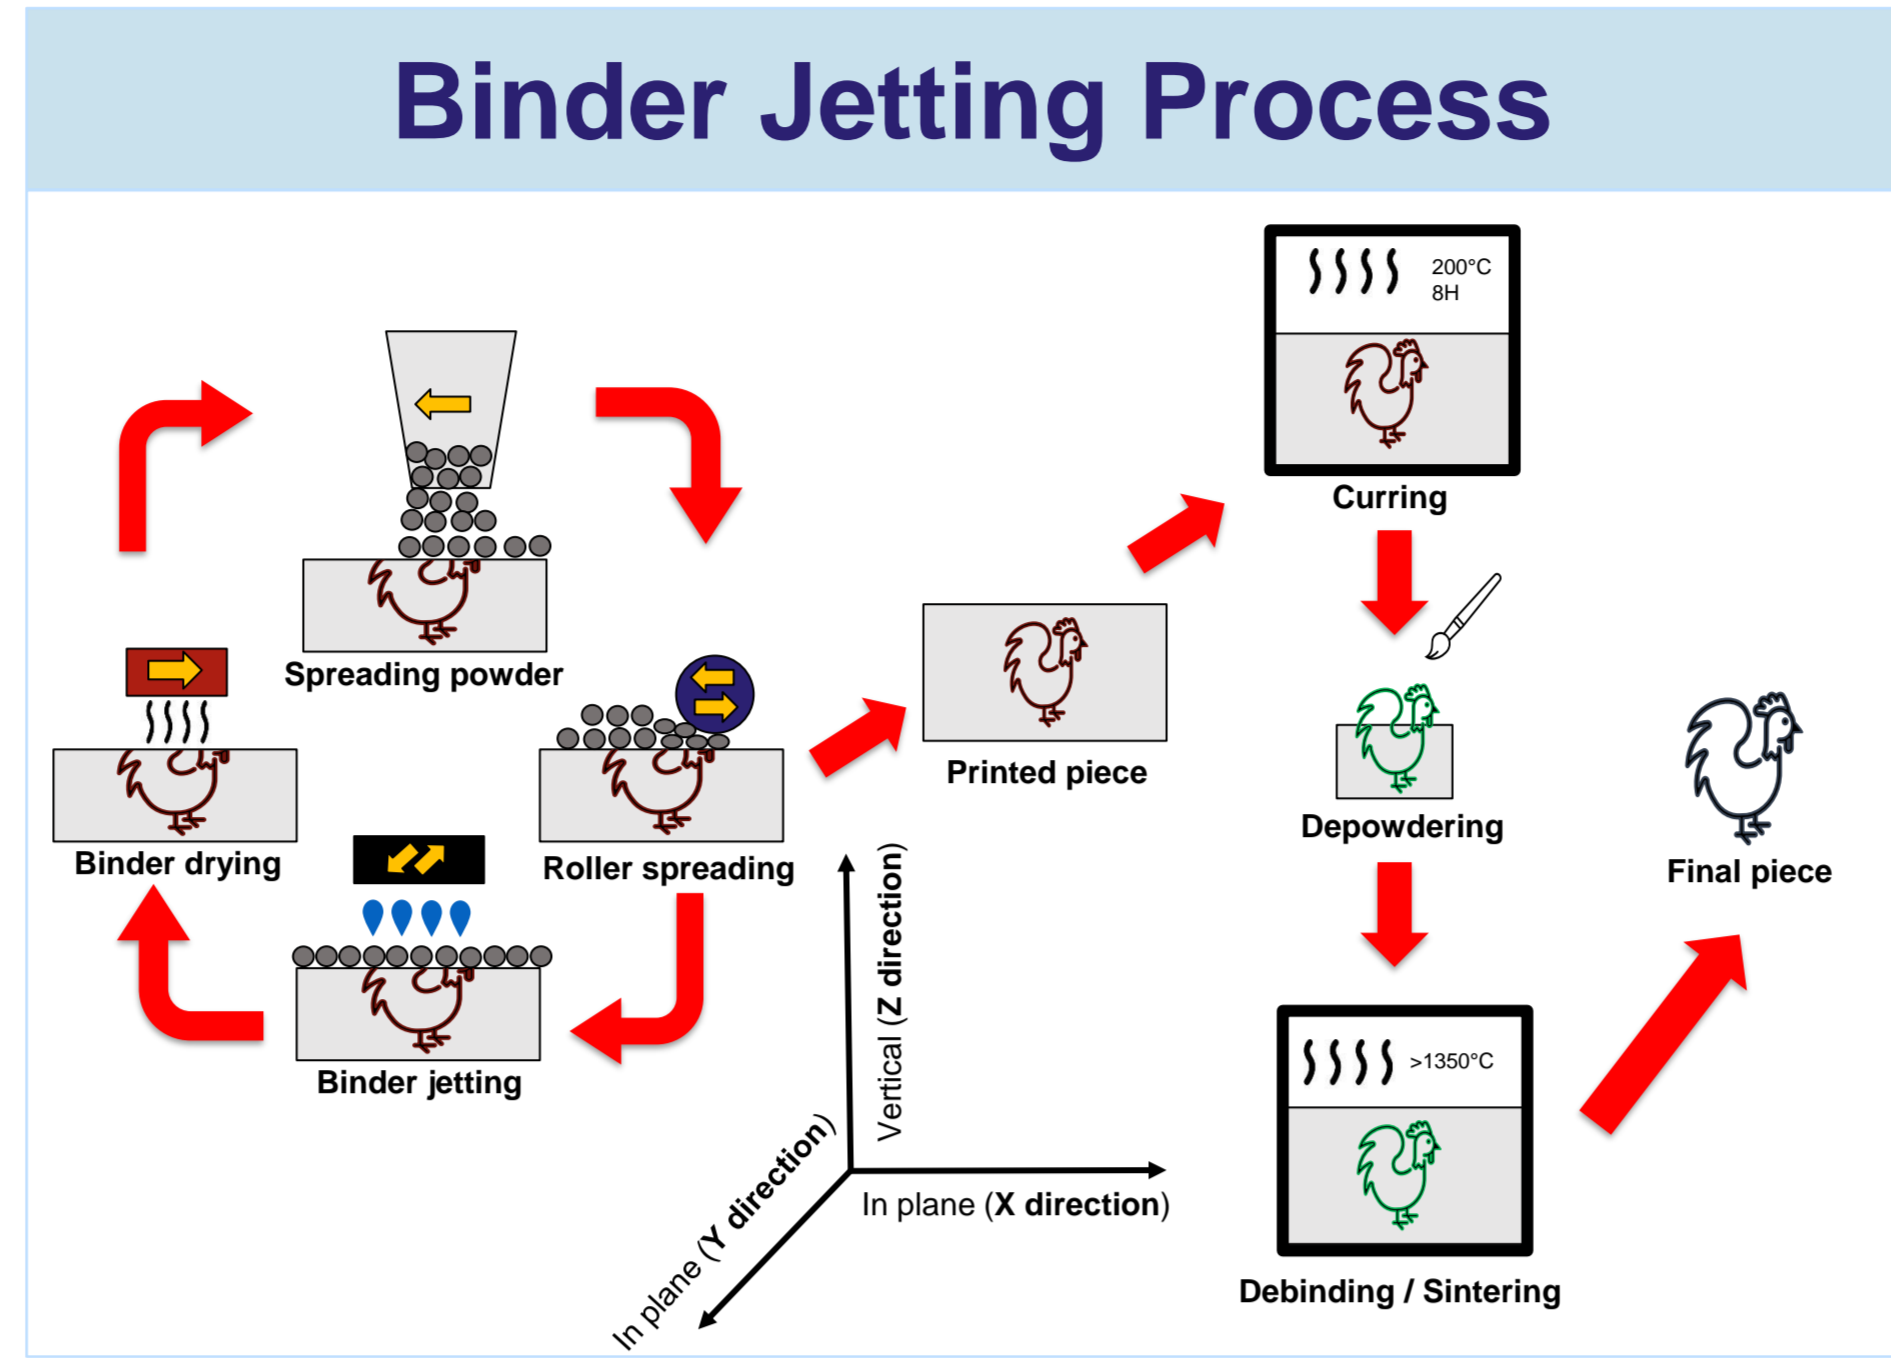 Binder Jetting Process
200°C
8H
Curring
Spreading powder
Binder drying
Roller spreading
Printed piece
Depowdering
Final piece
Binder jetting
Vertical (Z direction)
In plane (Y direction)
In plane (X direction)
>1350°C
Debinding / Sintering